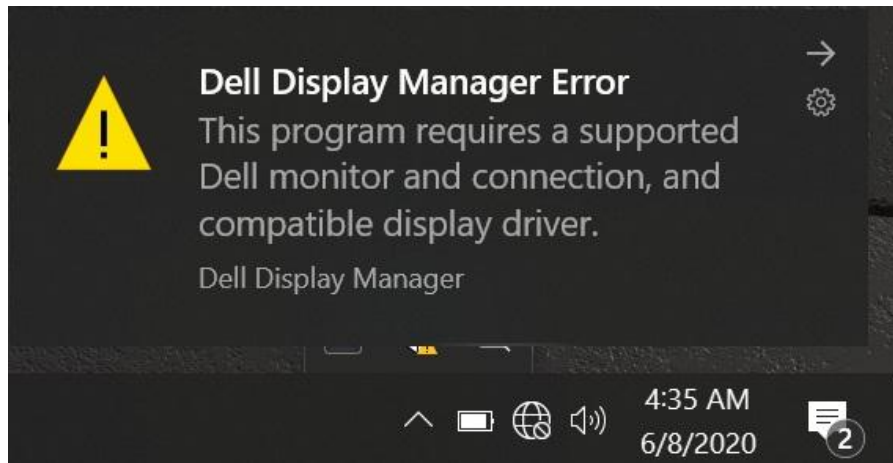 Dell Display Manager Error
This program requires a supported
Dell monitor and connection, and
compatible display driver.
Dell Display Manager
4:35 AM
6/8/2020
2